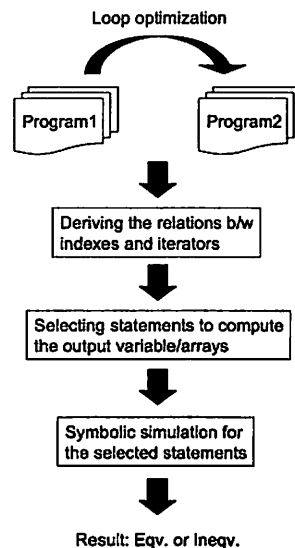 Loop optimization
Program1
Program2
Deriving the relations b/w
indexes and iterators
Selecting statements to compute
the output variable/arrays
Symbolic simulation for
the selected statements
Result: Eqv. or Ineqv.